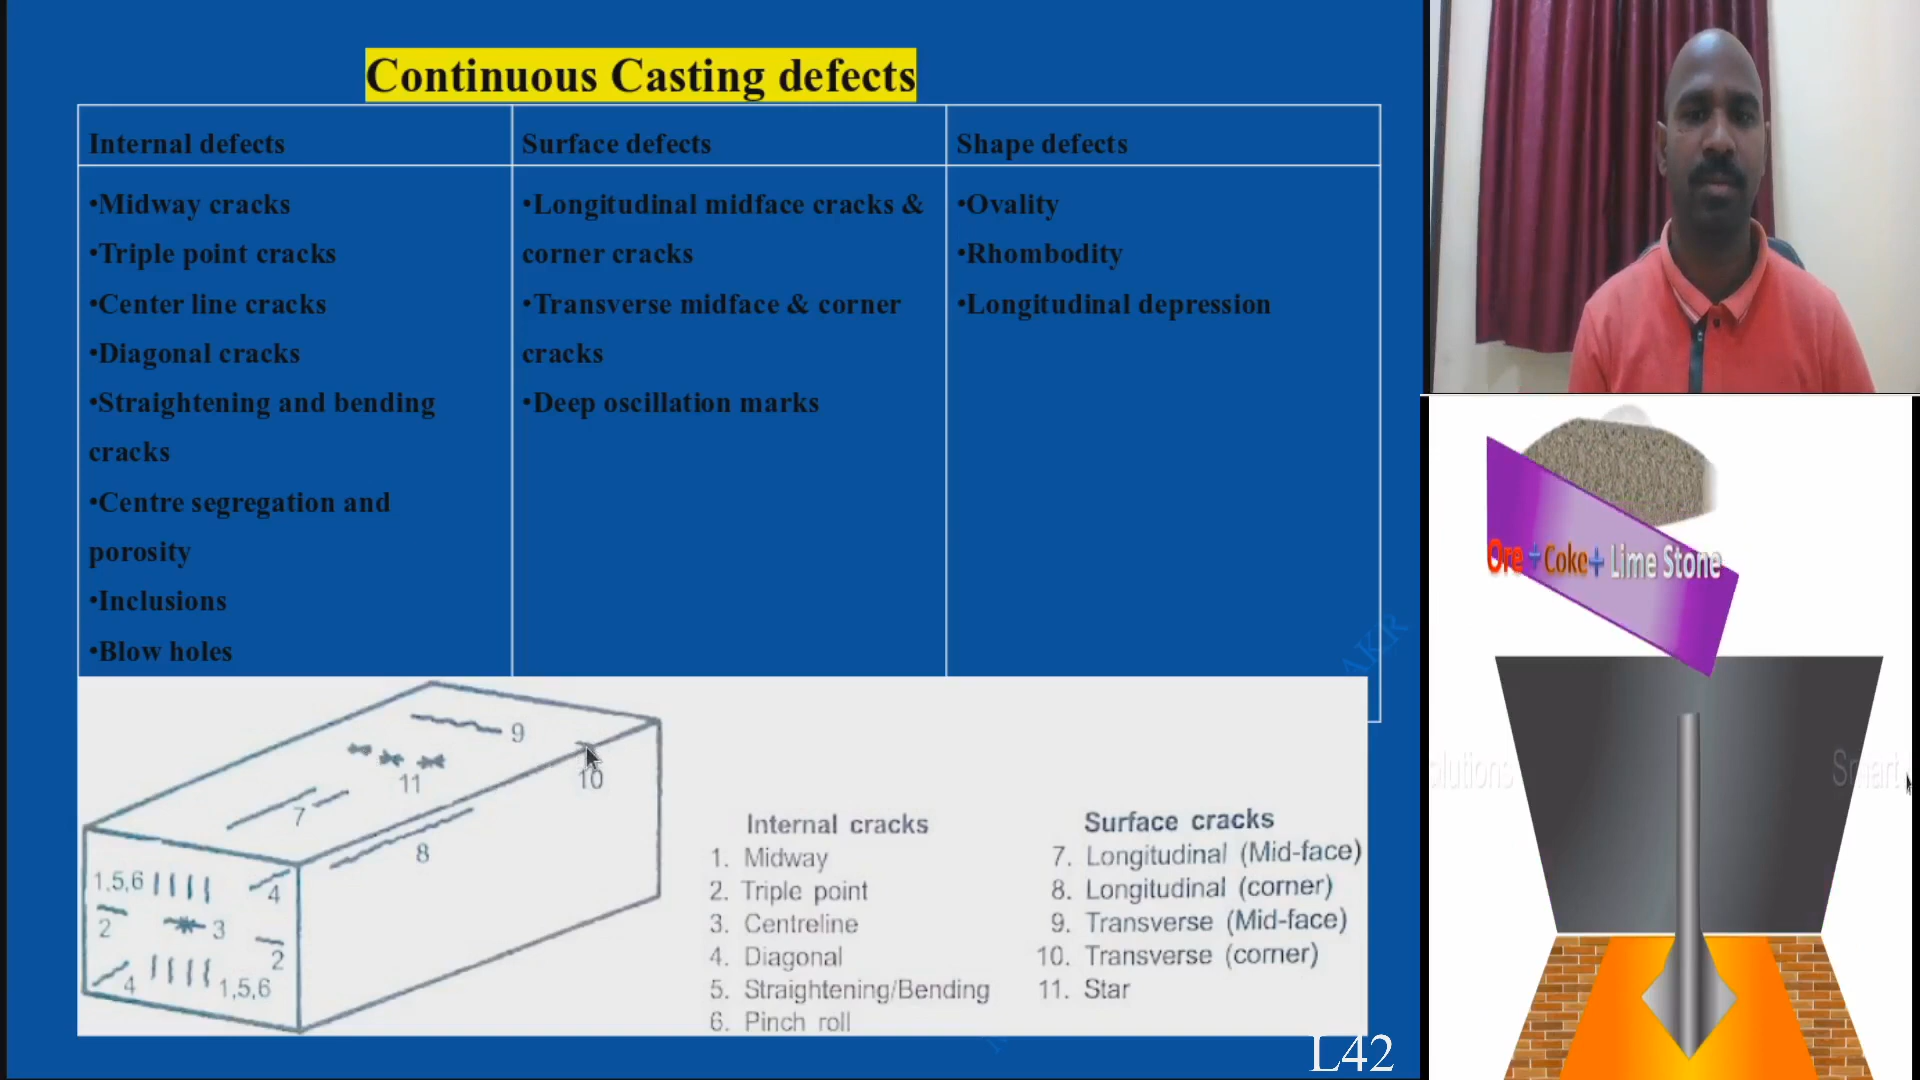 Continuous Casting defects
Internal defects
•Midway cracks
•Triple point cracks
•Center line cracks
•Diagonal cracks
•Straightening and bending
cracks
•Centre segregation and
porosity
•Inclusions
•Blow holes
Surface defects
•Longitudinal midface cracks &
corner cracks
•Transverse midface & corner
cracks
•Deep oscillation marks
Shape defects
•Ovality
•Rhombodity
•Longitudinal depression
AKR
9
11
10
7
8
1,5,6
4
2
3
2
4
1,5,6
Internal cracks
1. Midway
2. Triple point
3. Centreline
4. Diagonal
5. Straightening/Bending
6. Pinch roll
Surface cracks
7. Longitudinal (Mid-face)
8. Longitudinal (corner)
9. Transverse (Mid-face)
10. Transverse (corner)
11. Star
L42
Ore+Coke+Lime Stone
olutions
Smart